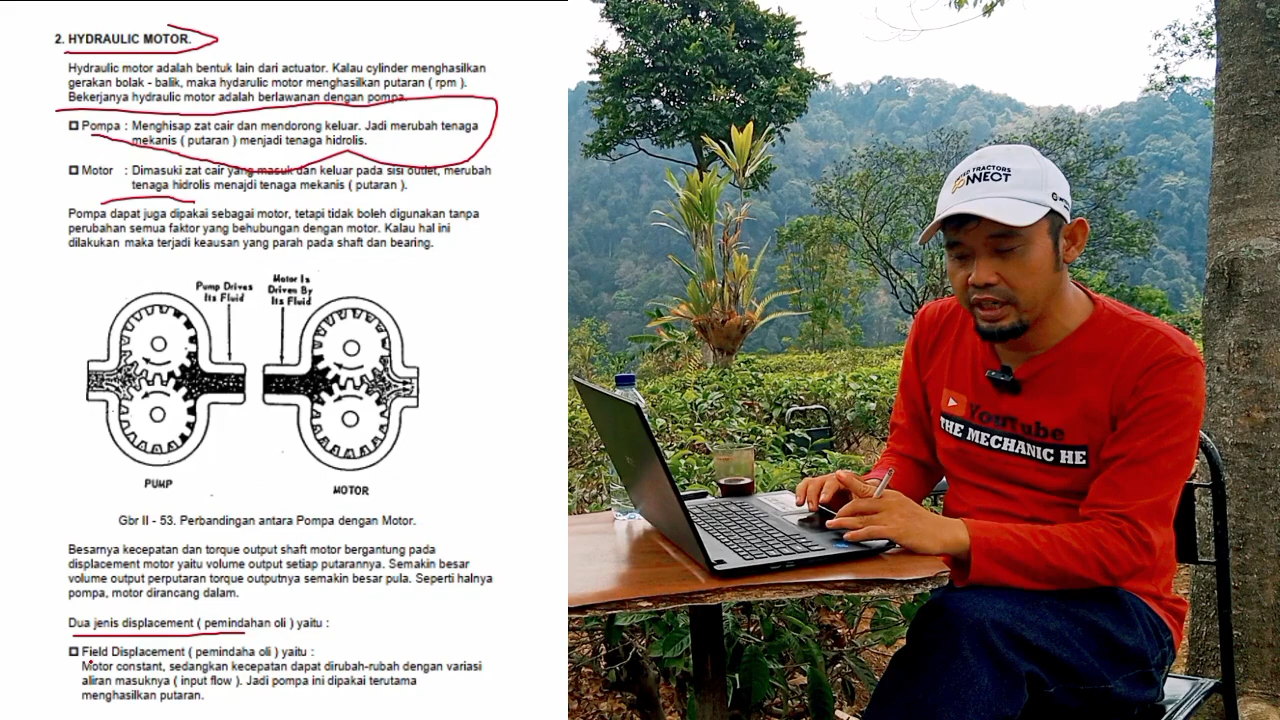 2. HYDRAULIC MOTOR.
Hydraulic motor adalah bentuk lain dari actuator. Kalau cylinder menghasilkan
gerakan bolak - balik, maka hydarulic motor menghasilkan putaran ( rpm ).
Bekerjanya hydraulic motor adalah berlawanan dengan pompa.
Pompa : Menghisap zat cair dan mendorong keluar. Jadi merubah tenaga
mekanis ( putaran ) menjadi tenaga hidrolis.
Motor : Dimasuki zat cair yang masuk dan keluar pada sisi outlet, merubah
tenaga hidrolis menajdi tenaga mekanis ( putaran ).
Pompa dapat juga dipakai sebagai motor, tetapi tidak boleh digunakan tanpa
perubahan semua faktor yang behubungan dengan motor. Kalau hal ini
dilakukan maka terjadi keausan yang parah pada shaft dan bearing.
Pump Drives
Its Fluid
Motor Is
Driven By
Its Fluid
PUMP
MOTOR
Gbr II - 53. Perbandingan antara Pompa dengan Motor.
Besarnya kecepatan dan torque output shaft motor bergantung pada
displacement motor yaitu volume output setiap putarannya. Semakin besar
volume output perputaran torque outputnya semakin besar pula. Seperti halnya
pompa, motor dirancang dalam.
Dua jenis displacement ( pemindahan oli ) yaitu :
Field Displacement ( pemindaha oli ) yaitu :
Motor constant, sedangkan kecepatan dapat dirubah-rubah dengan variasi
aliran masuknya ( input flow ). Jadi pompa ini dipakai terutama
menghasilkan putaran.
TRACTORS
CONNECT
YouTube
THE MECHANIC HE